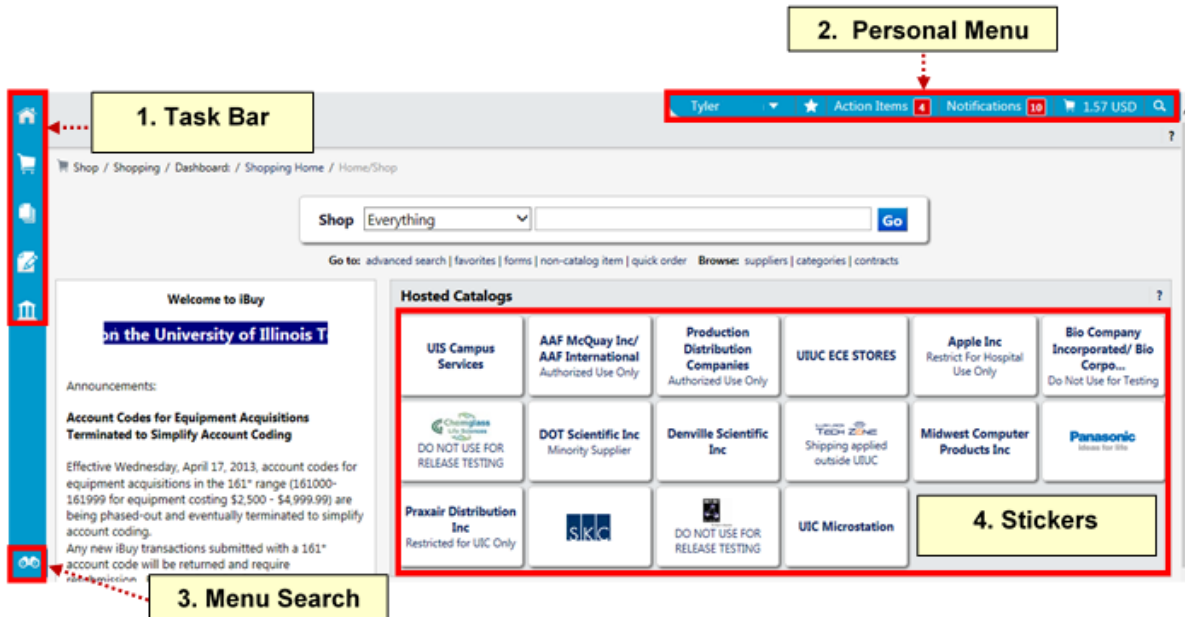 2. Personal Menu
1. Task Bar
Tyler Action Items 4 Notifications 10 1.57 USD
?
Shop / Shopping / Dashboard: / Shopping Home / Home/Shop
Shop Everything Go
Go to: advanced search | favorites | forms | non-catalog item | quick order Browse: suppliers | categories | contracts
Welcome to iBuy
on the University of Illinois T
Announcements:
Account Codes for Equipment Acquisitions
Terminated to Simplify Account Coding
Effective Wednesday, April 17, 2013, account codes for
equipment acquisitions in the 161* range (161000-
161999 for equipment costing $2,500 - $4,999.99) are
being phased-out and eventually terminated to simplify
account coding.
Any new iBuy transactions submitted with a 161*
account code will be returned and require
Hosted Catalogs ?
UIS Campus
Services
AAF McQuay Inc/
AAF International
Authorized Use Only
Production
Distribution
Companies
Authorized Use Only
UIUC ECE STORES
Apple Inc
Restrict For Hospital
Use Only
Bio Company
Incorporated/ Bio
Corpo...
Do Not Use for Testing
Chemglass
Life Sciences
DO NOT USE FOR
RELEASE TESTING
DOT Scientific Inc
Minority Supplier
Denville Scientific
Inc
TECH ZONE
Shipping applied
outside UIUC
Midwest Computer
Products Inc
Panasonic
ideas for life
Praxair Distribution
Inc
Restricted for UIC Only
SKC
DO NOT USE FOR
RELEASE TESTING
UIC Microstation
4. Stickers
3. Menu Search